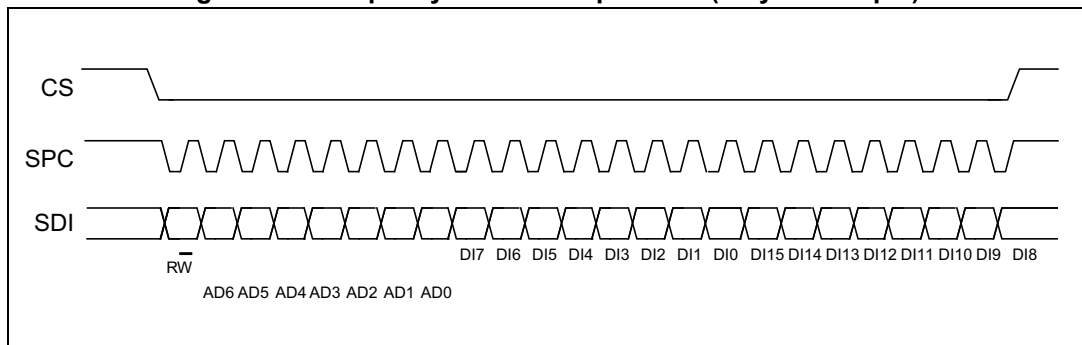 CS
SPC
SDI
DI7 DI6 DI5 DI4 DI3 DI2 DI1 DI0 DI15 DI14 DI13 DI12 DI11 DI10 DI9 DI8
RW
AD6 AD5 AD4 AD3 AD2 AD1 AD0